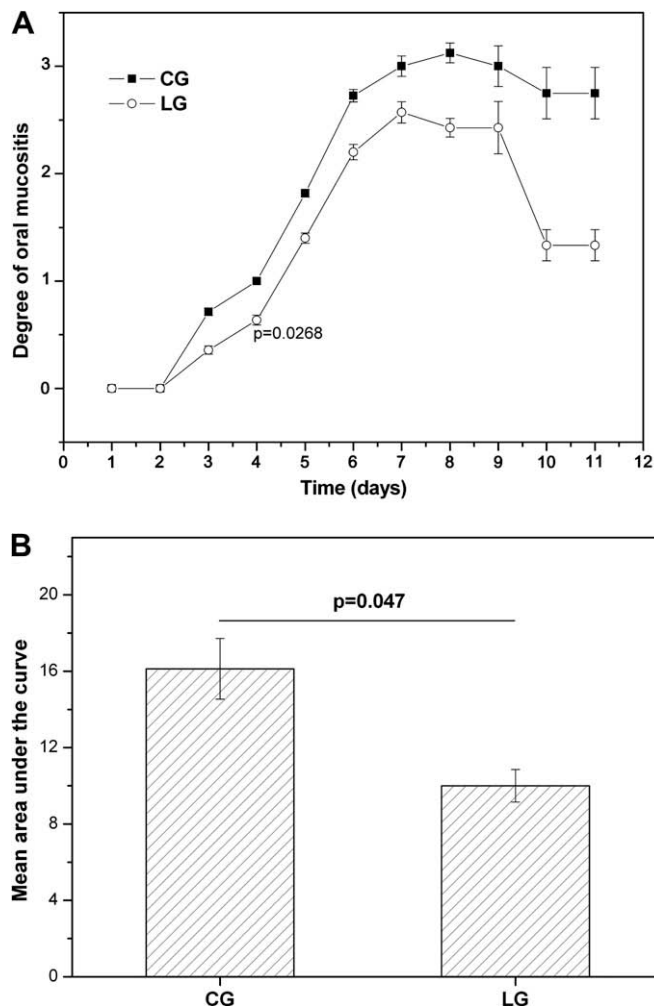 A
CG
LG
3
2
1
0
Degree of oral mucositis
p=0.0268
0 1 2 3 4 5 6 7 8 9 10 11 12
Time (days)
B
20
16
12
8
4
0
Mean area under the curve
p=0.047
CG LG